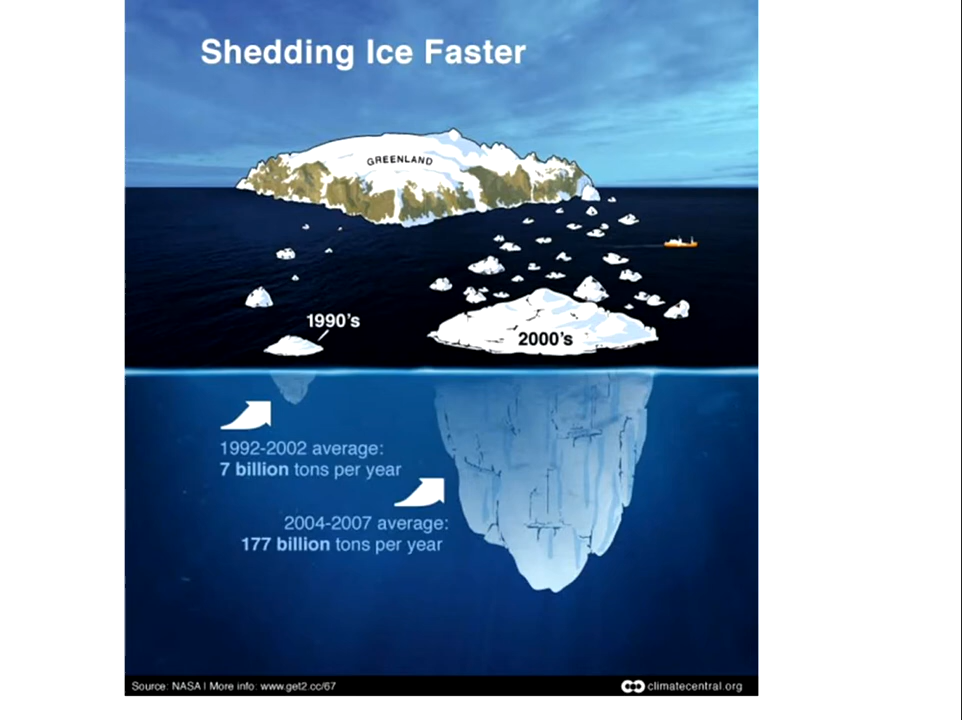 Shedding Ice Faster
GREENLAND
1990's
2000's
1992-2002 average:
7 billion tons per year
2004-2007 average:
177 billion tons per year
Source: NASA | More info: www.get2.cc/67
climatecentral.org